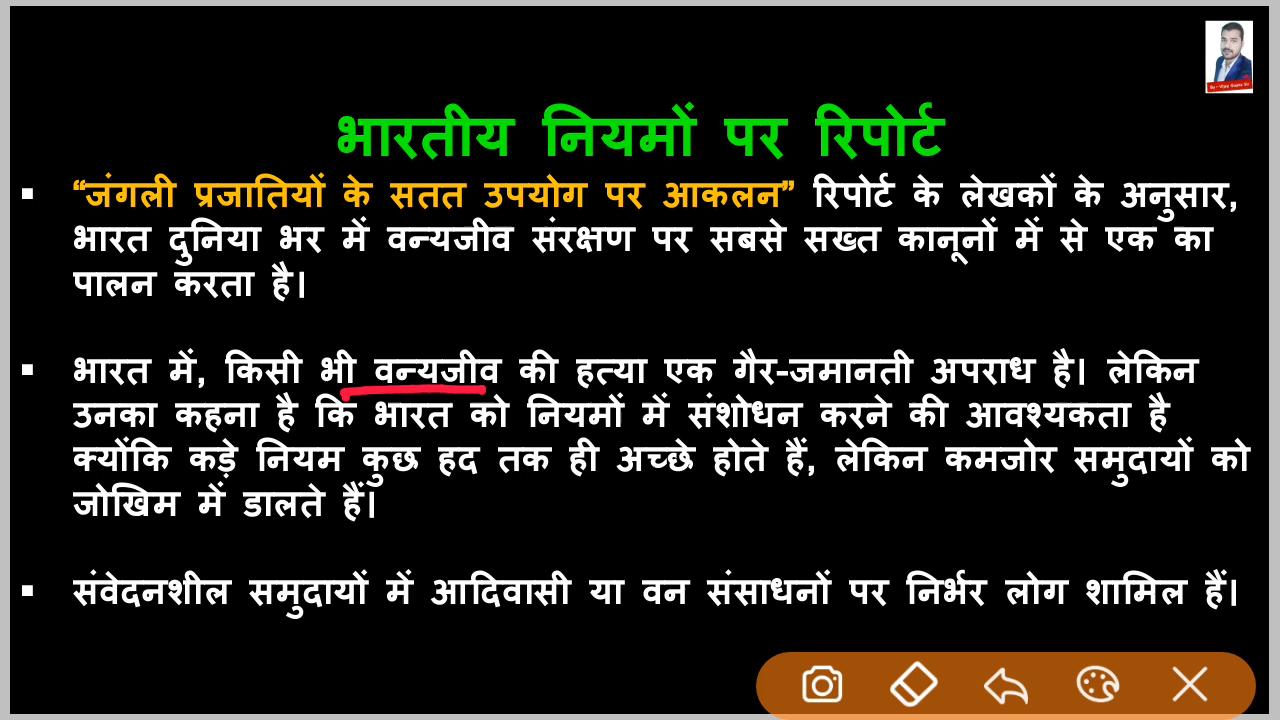 भारतीय नियमों पर रिपोर्ट
▪ “जंगली प्रजातियों के सतत उपयोग पर आकलन” रिपोर्ट के लेखकों के अनुसार,
भारत दुनिया भर में वन्यजीव संरक्षण पर सबसे सख्त कानूनों में से एक का
पालन करता है।
▪ भारत में, किसी भी वन्यजीव की हत्या एक गैर-जमानती अपराध है। लेकिन
उनका कहना है कि भारत को नियमों में संशोधन करने की आवश्यकता है
क्योंकि कड़े नियम कुछ हद तक ही अच्छे होते हैं, लेकिन कमजोर समुदायों को
जोखिम में डालते हैं।
▪ संवेदनशील समुदायों में आदिवासी या वन संसाधनों पर निर्भर लोग शामिल हैं।